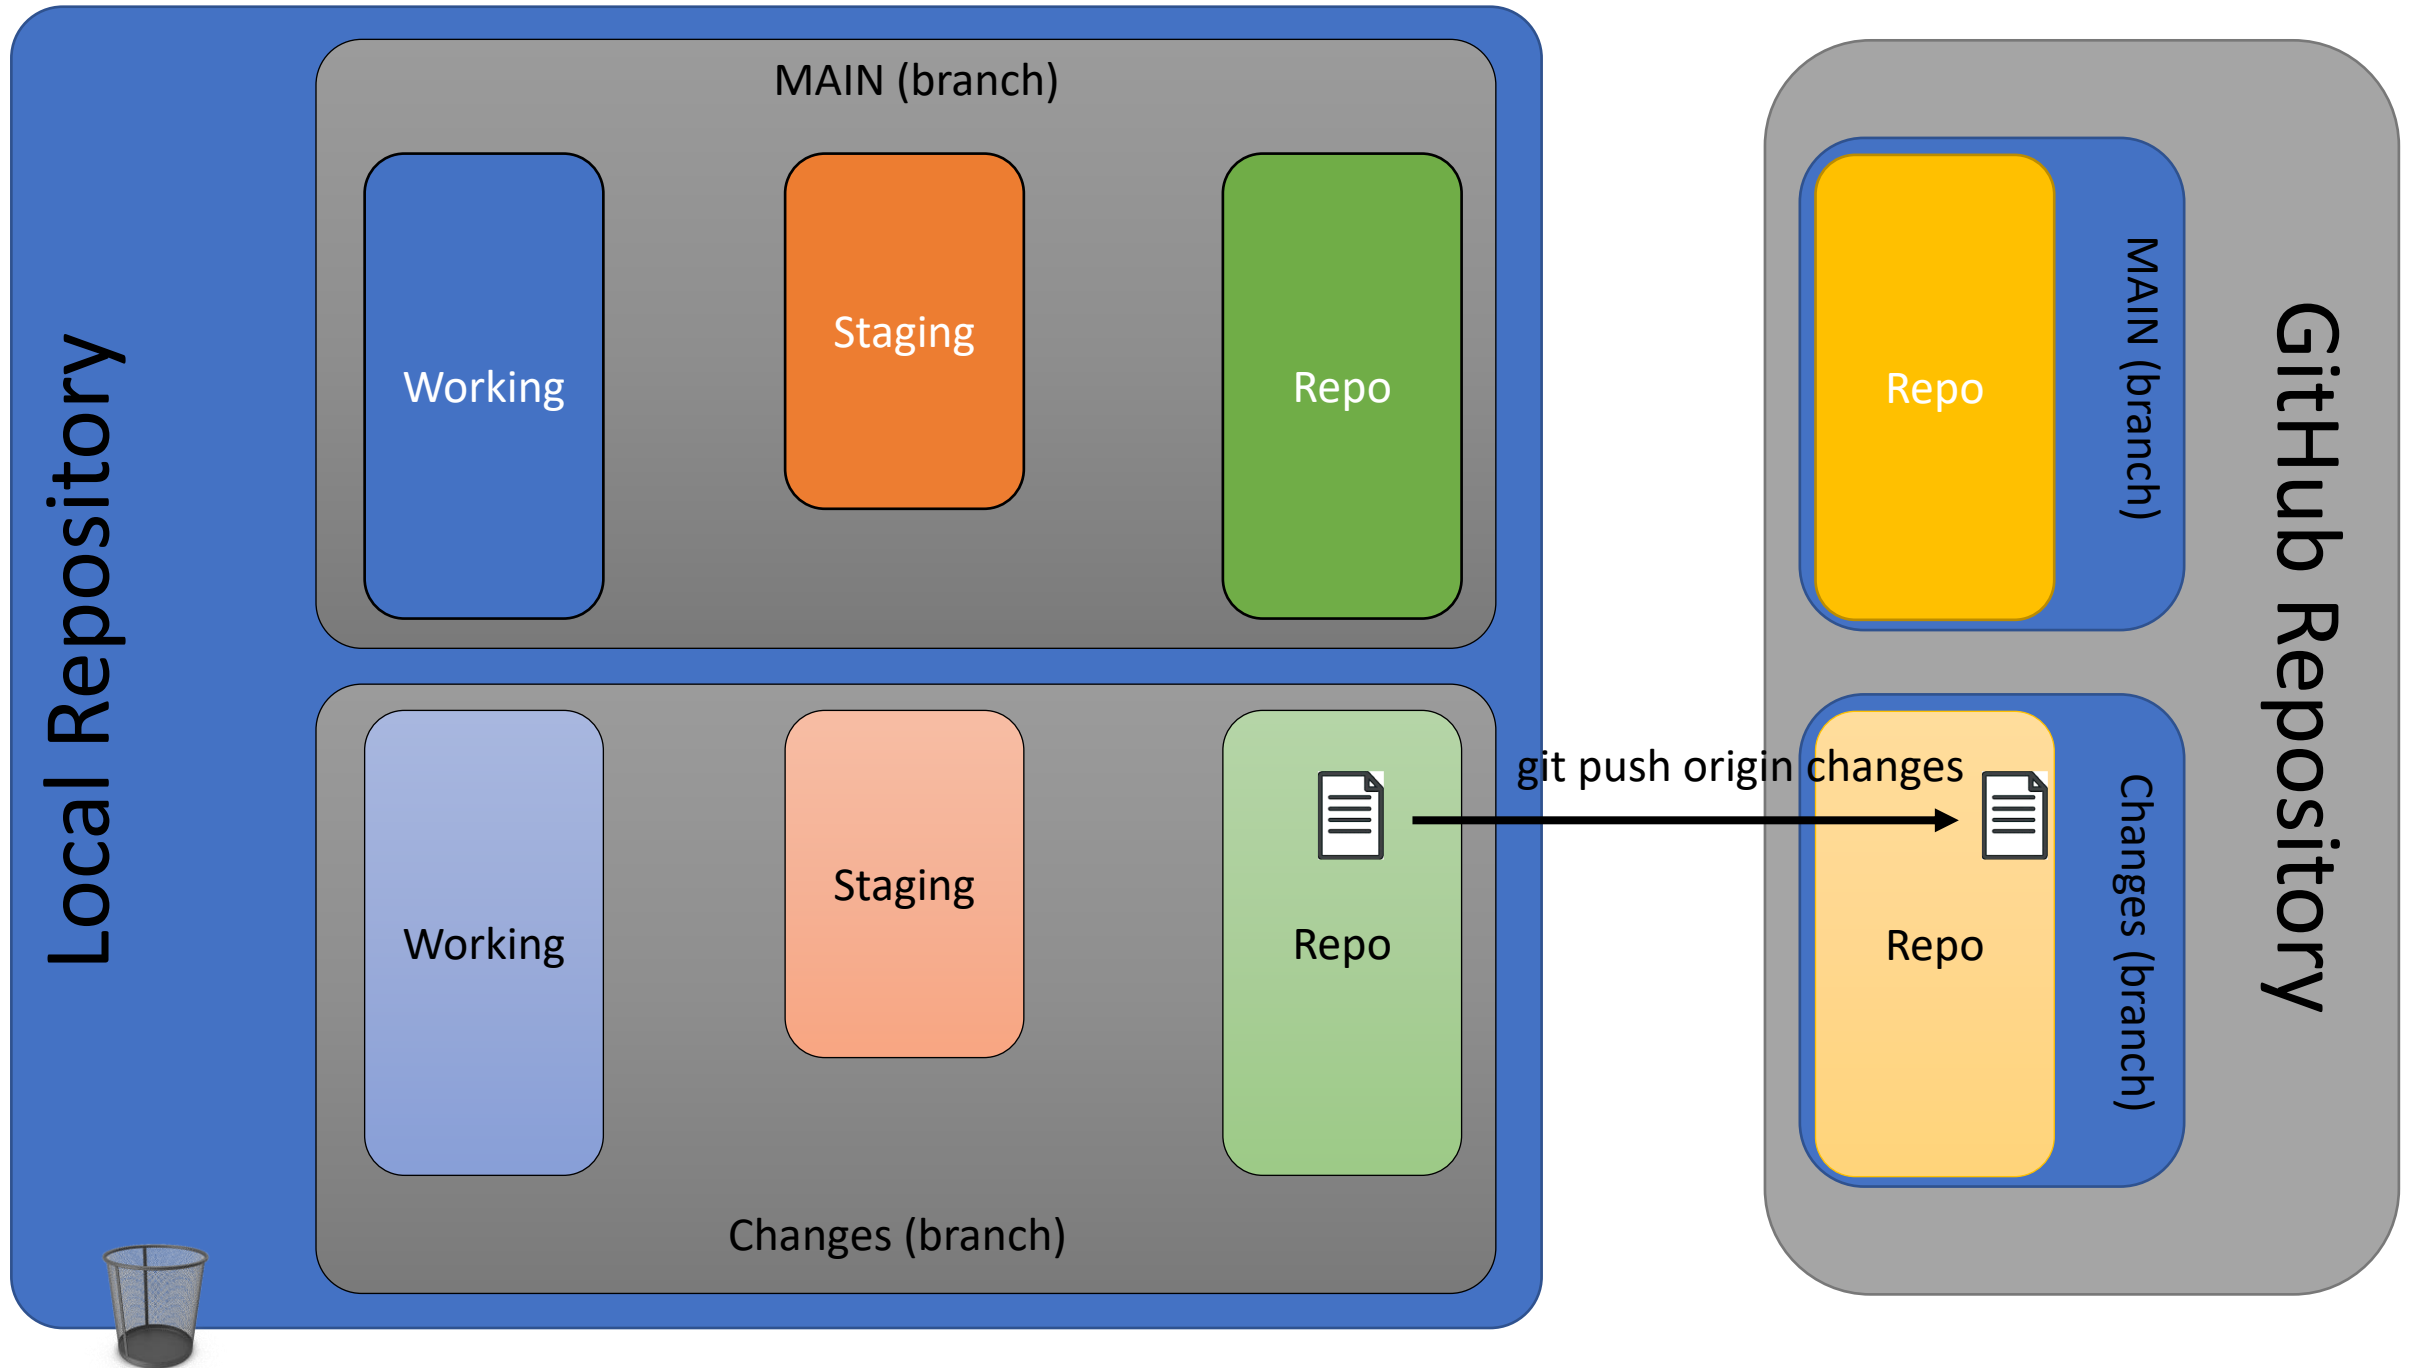 Local Repository
MAIN (branch)
Working
Staging
Repo
Working
Staging
Repo
Changes (branch)
git push origin changes
Repo
MAIN (branch)
Repo
Changes (branch)
GitHub Repository